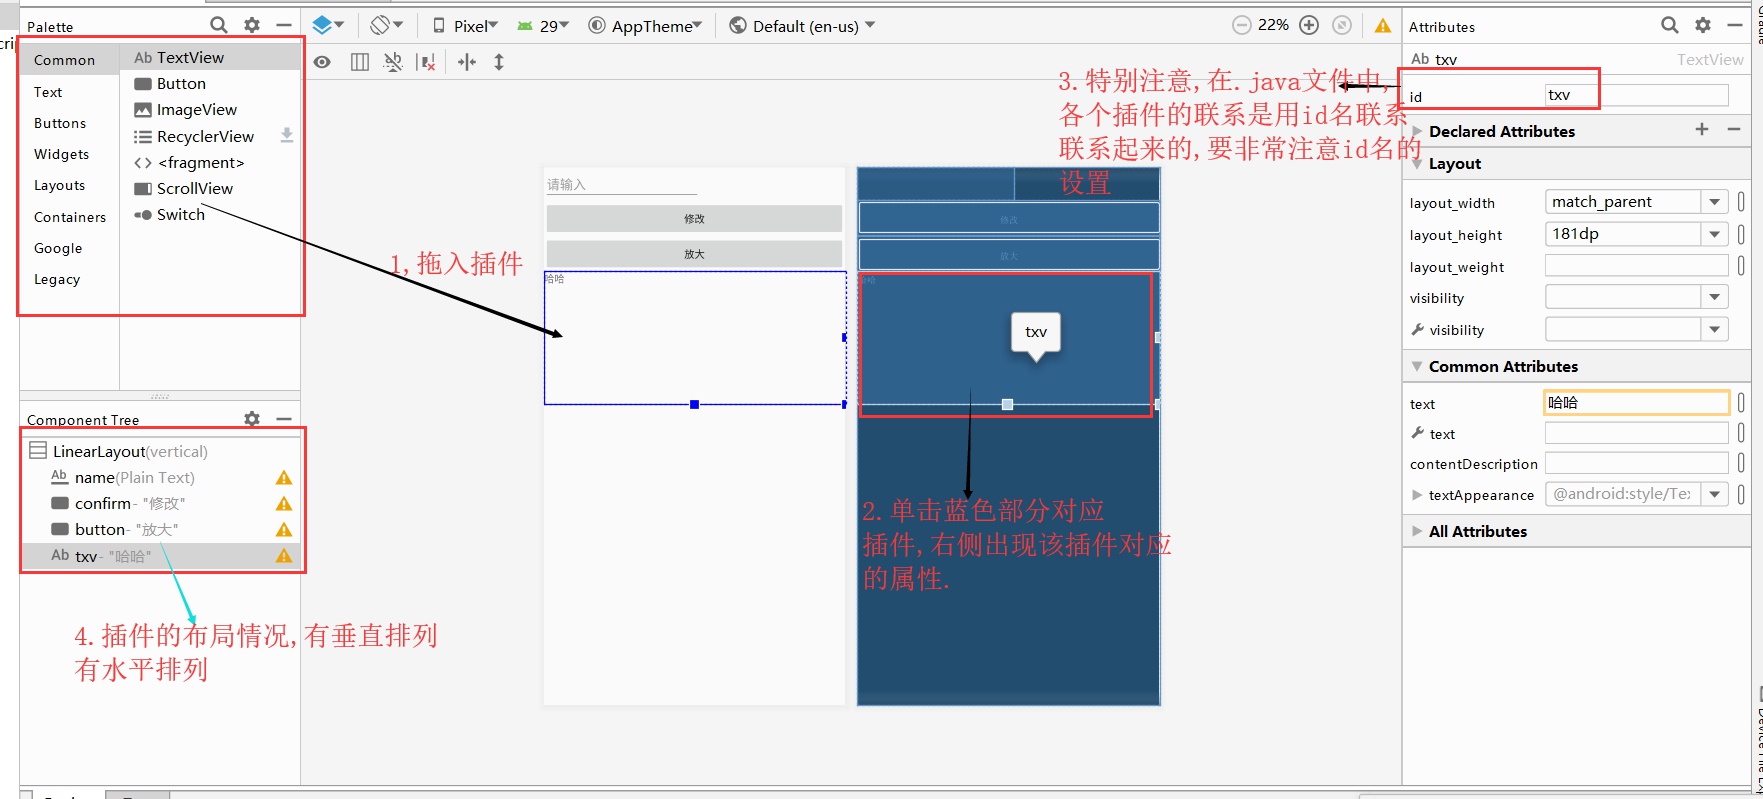 Palette
Common
Text
Buttons
Widgets
Layouts
Containers
Google
Legacy
Ab TextView
Button
ImageView
RecyclerView
<fragment>
ScrollView
Switch
Component Tree
LinearLayout(vertical)
Ab name(Plain Text)
confirm- "修改"
button- "放大"
Ab txv- "哈哈"
4.插件的布局情况,有垂直排列
有水平排列
Pixel
29
AppTheme
Default (en-us)
22%
请输入
修改
放大
哈哈
1,拖入插件
修改
放大
哈哈
txv
2.单击蓝色部分对应
插件,右侧出现该插件对应
的属性.
3.特别注意,在.java文件中,
各个插件的联系是用id名联系
联系起来的,要非常注意id名的
设置
Attributes
Ab txv
TextView
id
txv
Declared Attributes
Layout
layout_width
match_parent
layout_height
181dp
layout_weight
visibility
visibility
Common Attributes
text
哈哈
text
contentDescription
textAppearance
@android:style/Te
All Attributes